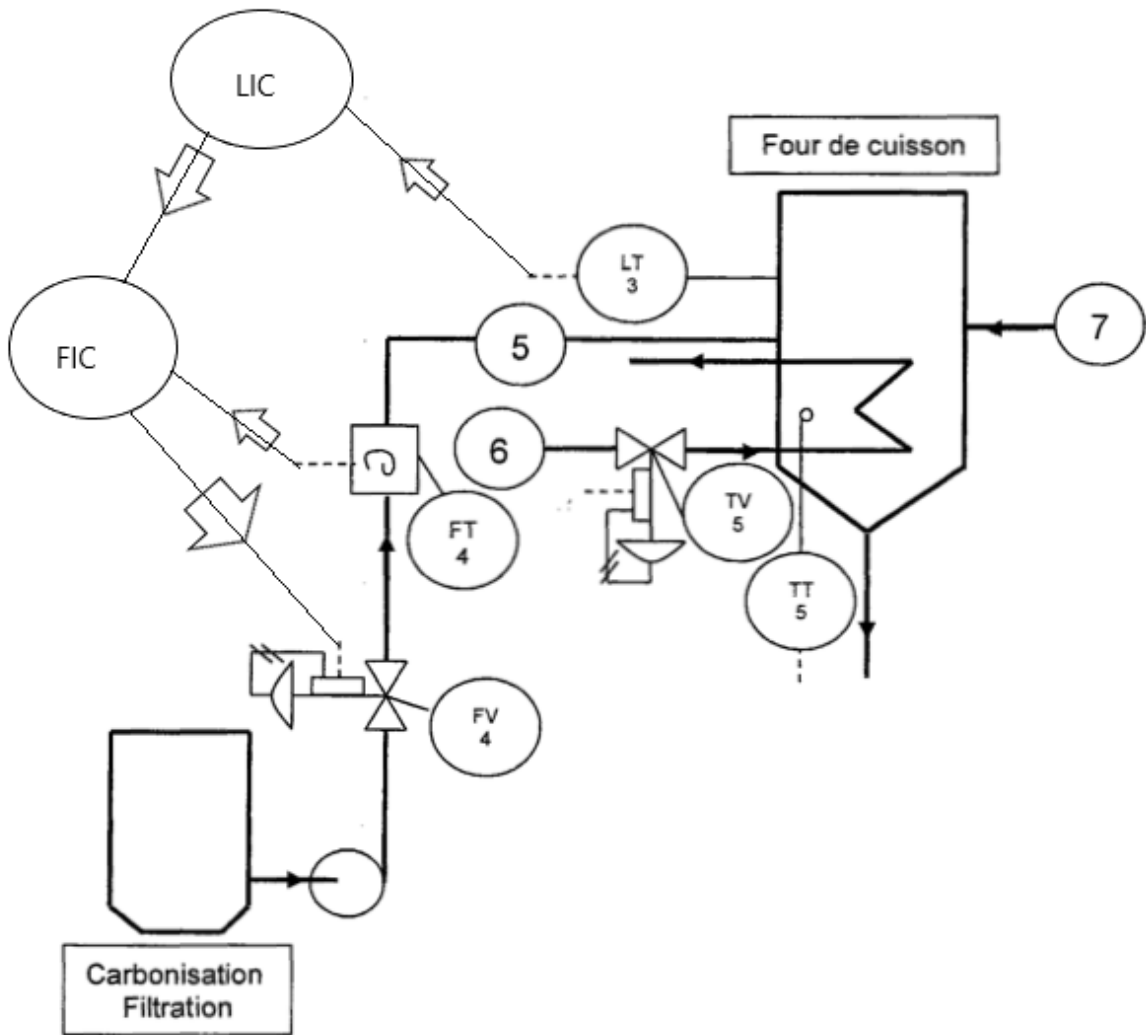 LIC
Four de cuisson
LT
3
FIC
5
7
6
FT
4
TV
5
TT
5
FV
4
Carbonisation
Filtration